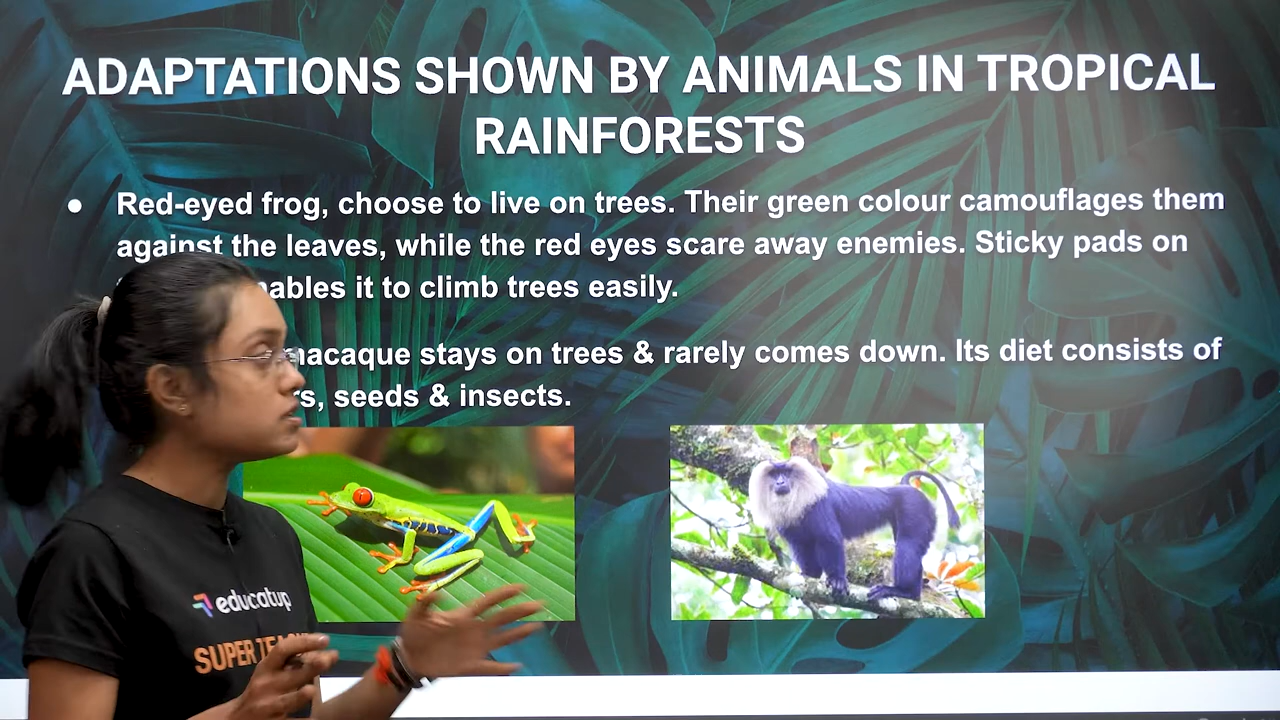 ADAPTATIONS SHOWN BY ANIMALS IN TROPICAL
RAINFORESTS
● Red-eyed frog, choose to live on trees. Their green colour camouflages them
against the leaves, while the red eyes scare away enemies. Sticky pads on
it to climb trees easily.
macaque stays on trees & rarely comes down. Its diet consists of
seeds & insects.
educatup
SUPER